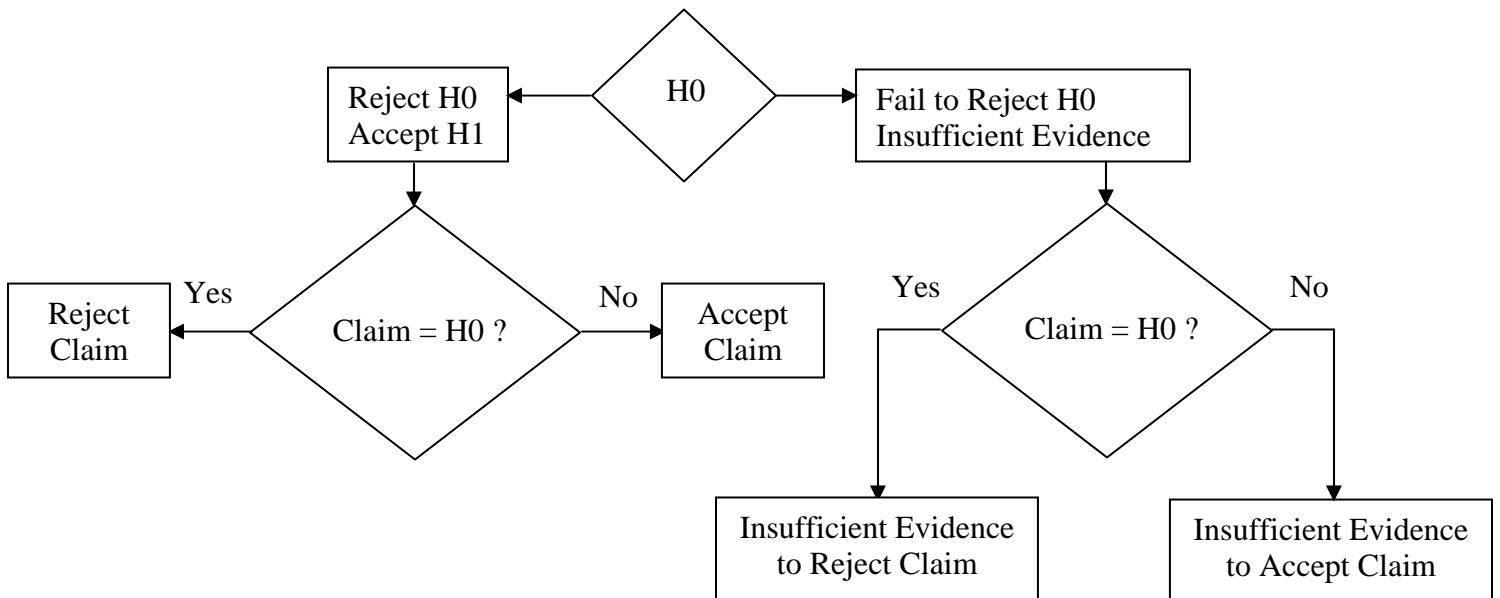 H0
Reject H0
Accept H1
Fail to Reject H0
Insufficient Evidence
Yes
Claim = H0 ?
No
Reject
Claim
Accept
Claim
Yes
Claim = H0 ?
No
Insufficient Evidence
to Reject Claim
Insufficient Evidence
to Accept Claim